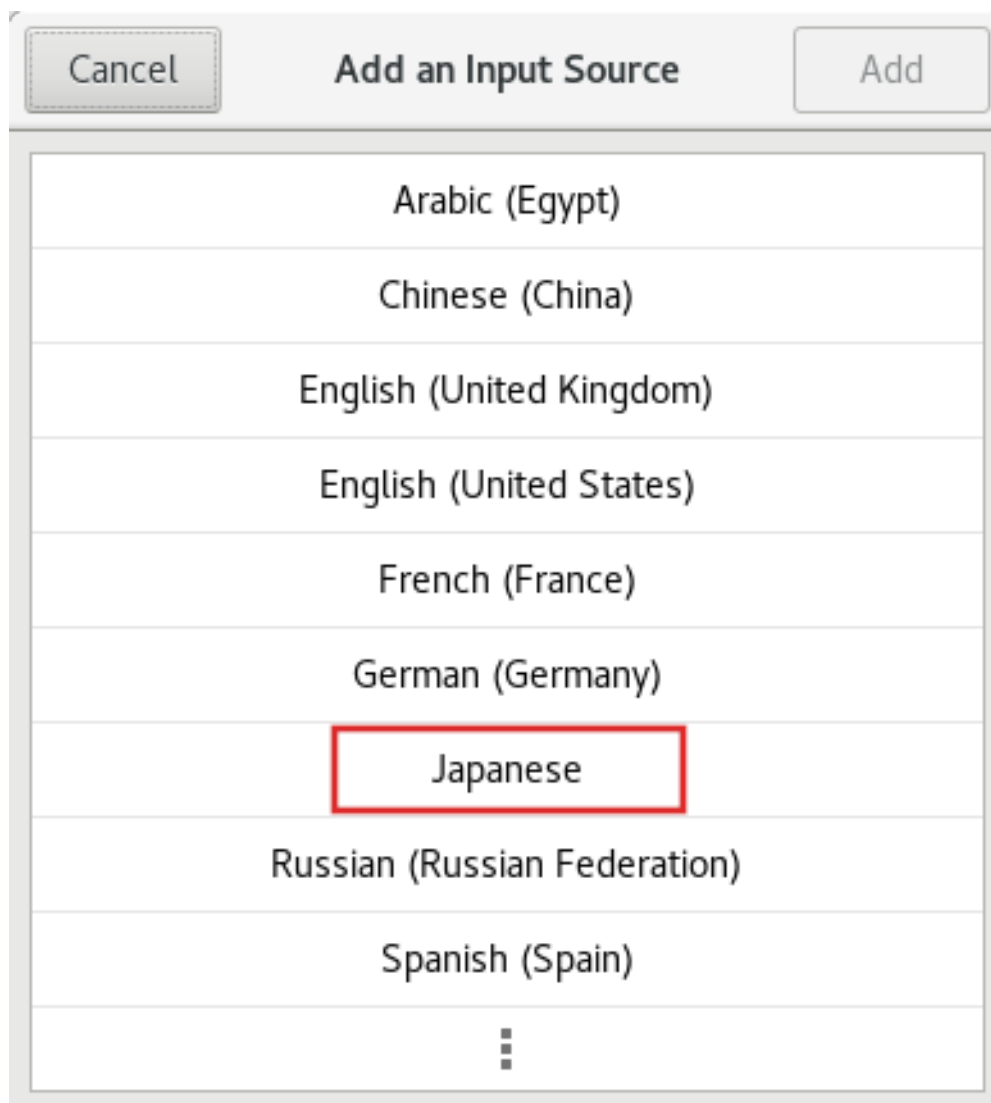 Cancel Add an Input Source Add
Arabic (Egypt)
Chinese (China)
English (United Kingdom)
English (United States)
French (France)
German (Germany)
Japanese
Russian (Russian Federation)
Spanish (Spain)